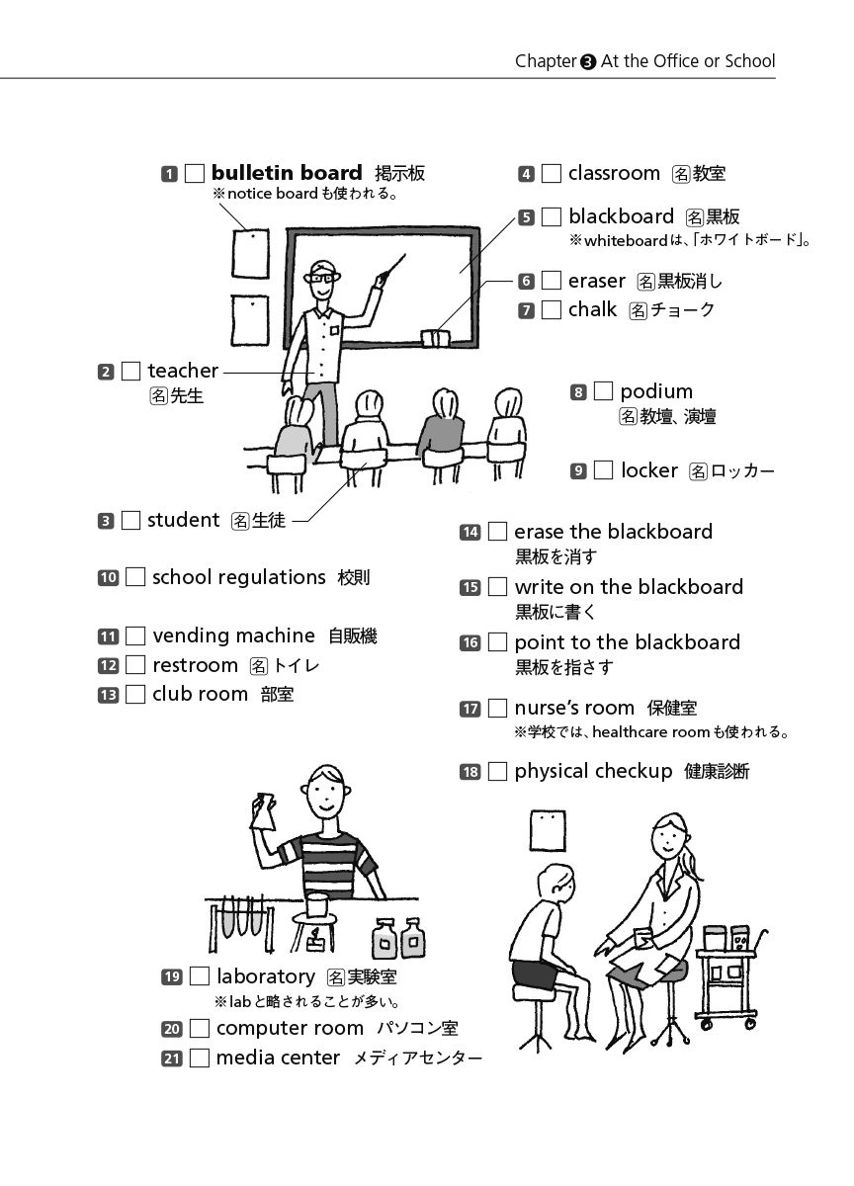 Chapter ❸ At the Office or School
1 □ bulletin board 掲示板
※notice boardも使われる。
2 □ teacher
名 先生
3 □ student 名 生徒
4 □ classroom 名 教室
5 □ blackboard 名 黒板
※whiteboardは、「ホワイトボード」。
6 □ eraser 名 黒板消し
7 □ chalk 名 チョーク
8 □ podium
名 教壇、演壇
9 □ locker 名 ロッカー
10 □ school regulations 校則
11 □ vending machine 自販機
12 □ restroom 名 トイレ
13 □ club room 部室
14 □ erase the blackboard
黒板を消す
15 □ write on the blackboard
黒板に書く
16 □ point to the blackboard
黒板を指さす
17 □ nurse’s room 保健室
※学校では、healthcare roomも使われる。
18 □ physical checkup 健康診断
19 □ laboratory 名 実験室
※labと略されることが多い。
20 □ computer room パソコン室
21 □ media center メディアセンター